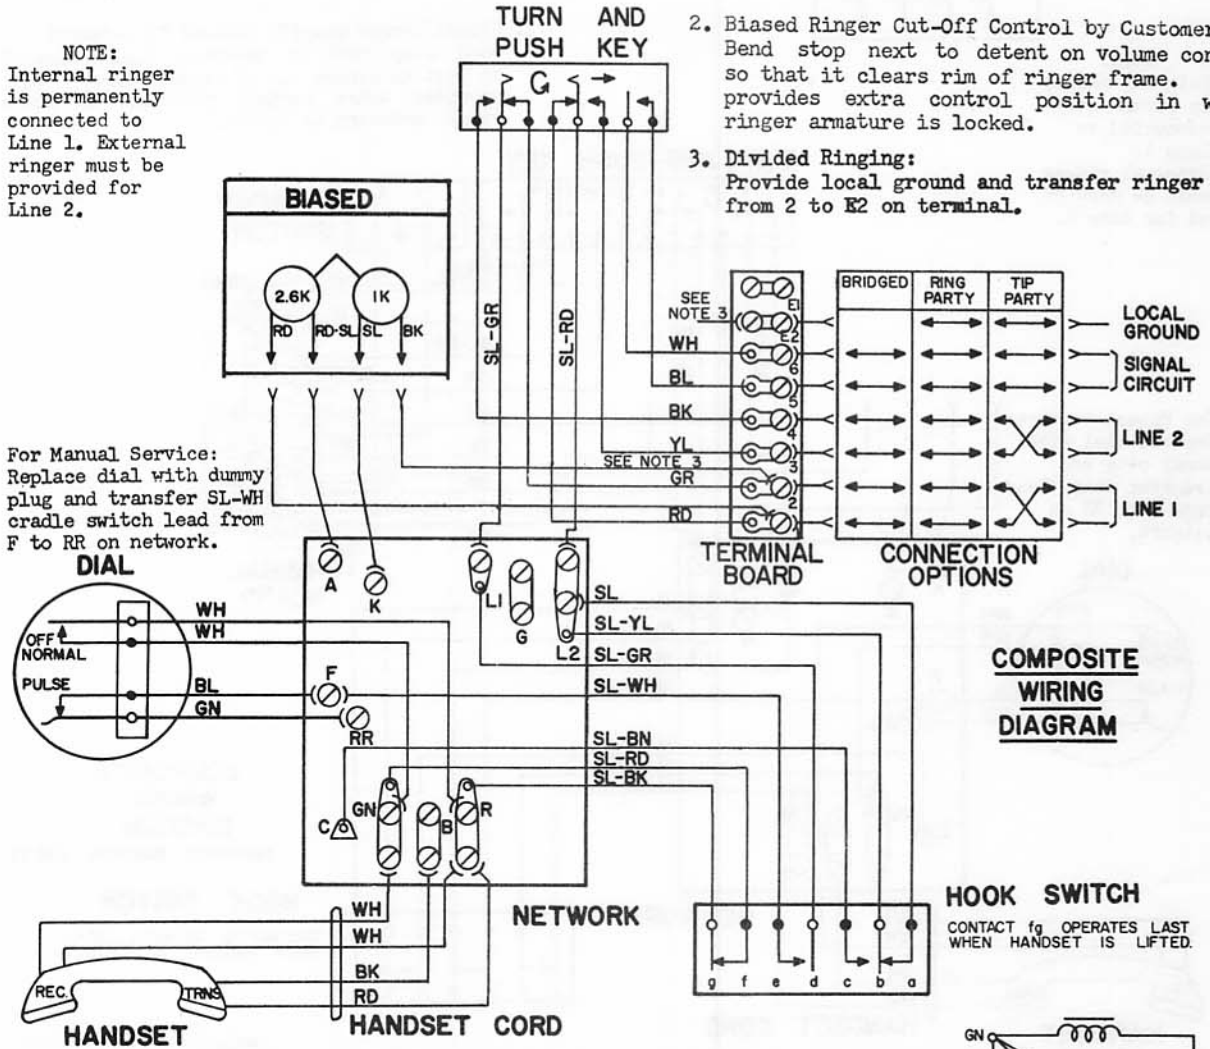 NOTE:
Internal ringer
is permanently
connected to
Line 1. External
ringer must be
provided for
Line 2.
TURN AND
PUSH KEY
2. Biased Ringer Cut-Off Control by Customer
Bend stop next to detent on volume con
so that it clears rim of ringer frame.
provides extra control position in w
ringer armature is locked.
3. Divided Ringing:
Provide local ground and transfer ringer
from 2 to E2 on terminal.
BIASED
2.6K
1K
RD
RD-SL
SL
BK
SL-GR
SL-RD
SEE
NOTE 3
WH
BL
BK
YL
SEE NOTE 3
GR
RD
E1
E2
6
5
4
3
2
1
TERMINAL
BOARD
BRIDGED
RING
PARTY
TIP
PARTY
CONNECTION
OPTIONS
LOCAL
GROUND
SIGNAL
CIRCUIT
LINE 2
LINE 1
For Manual Service:
Replace dial with dummy
plug and transfer SL-WH
cradle switch lead from
F to RR on network.
DIAL
OFF
NORMAL
PULSE
WH
WH
BL
GN
A
K
L1
G
L2
F
RR
C
GN
B
R
SL
SL-YL
SL-GR
SL-WH
SL-BN
SL-RD
SL-BK
NETWORK
COMPOSITE
WIRING
DIAGRAM
HOOK SWITCH
CONTACT fg OPERATES LAST
WHEN HANDSET IS LIFTED.
g f e d c b a
WH
WH
BK
RD
REC.
TRNS
HANDSET
HANDSET CORD
GN